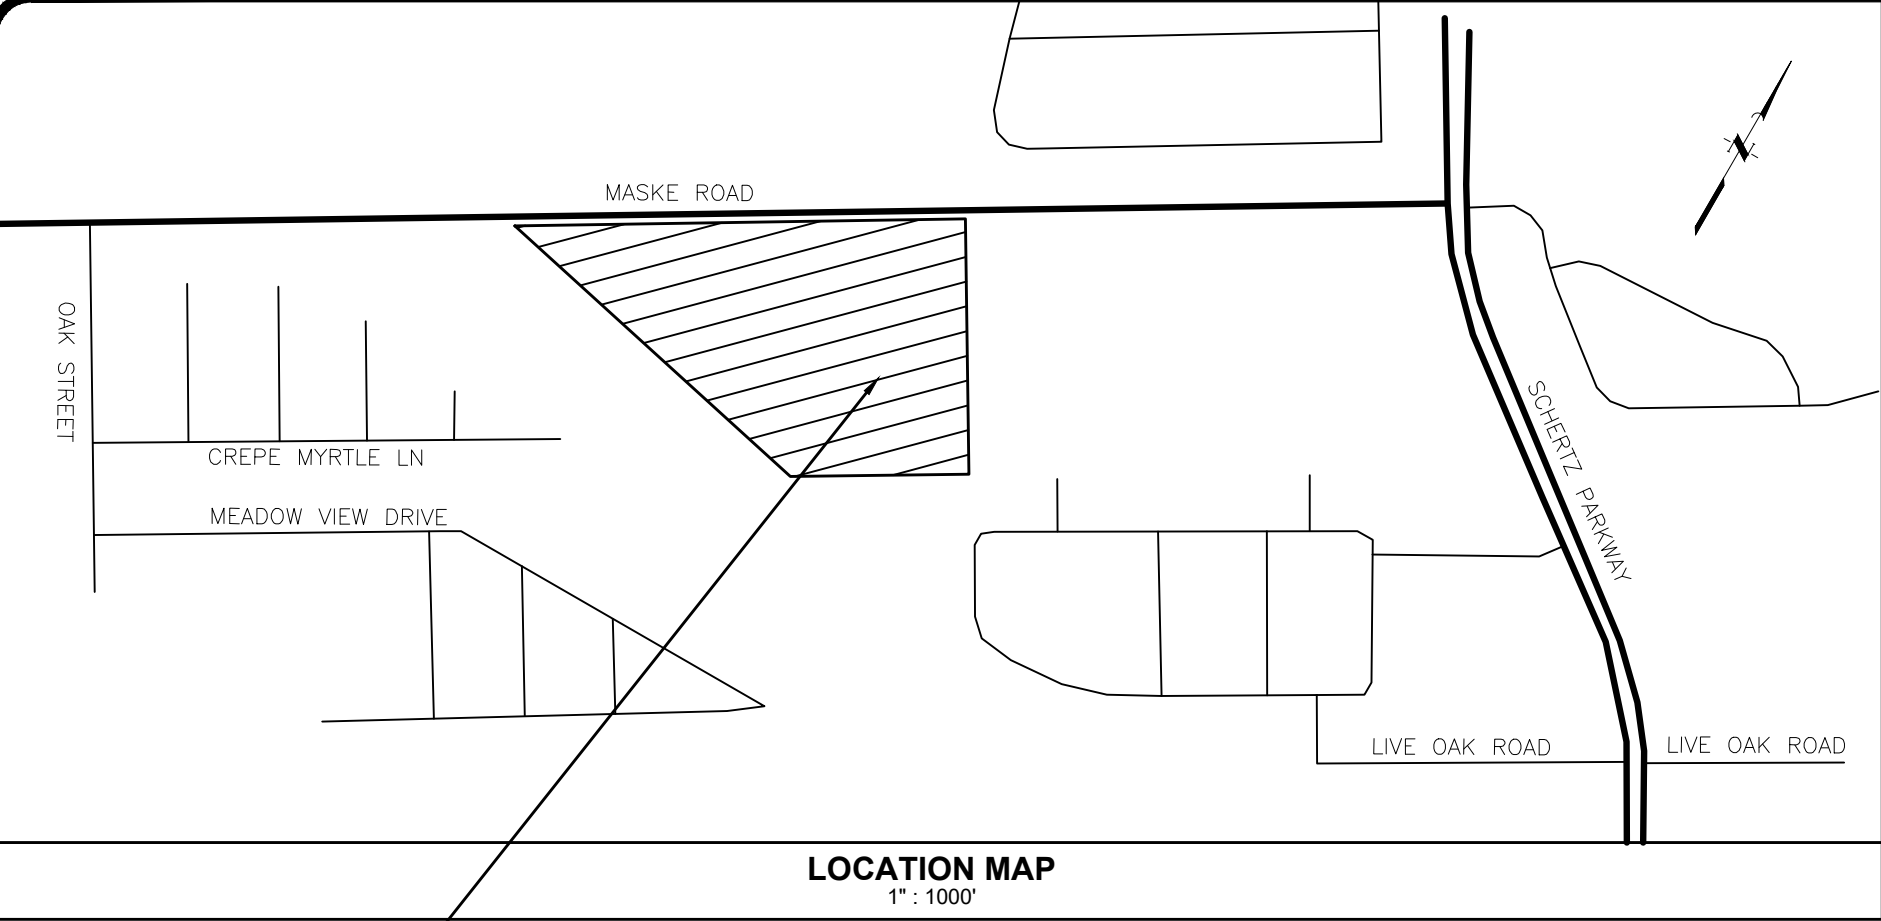 MASKE ROAD
N
OAK STREET
CREPE MYRTLE LN
MEADOW VIEW DRIVE
SCHERTZ PARKWAY
LIVE OAK ROAD
LIVE OAK ROAD
LOCATION MAP
1" : 1000'